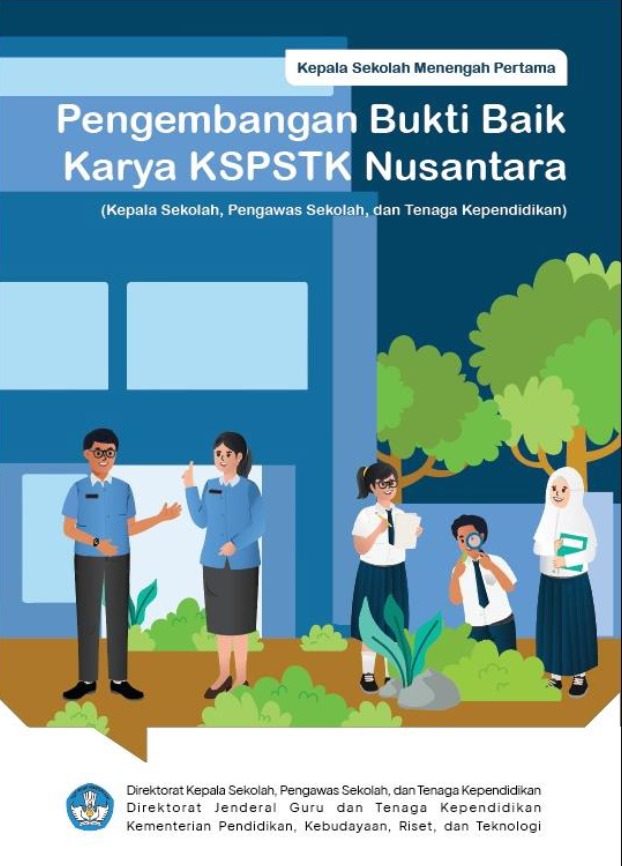 Kepala Sekolah Menengah Pertama
Pengembangan Bukti Baik
Karya KSPSTK Nusantara
(Kepala Sekolah, Pengawas Sekolah, dan Tenaga Kependidikan)
Direktorat Kepala Sekolah, Pengawas Sekolah, dan Tenaga Kependidikan
Direktorat Jenderal Guru dan Tenaga Kependidikan
Kementerian Pendidikan, Kebudayaan, Riset, dan Teknologi